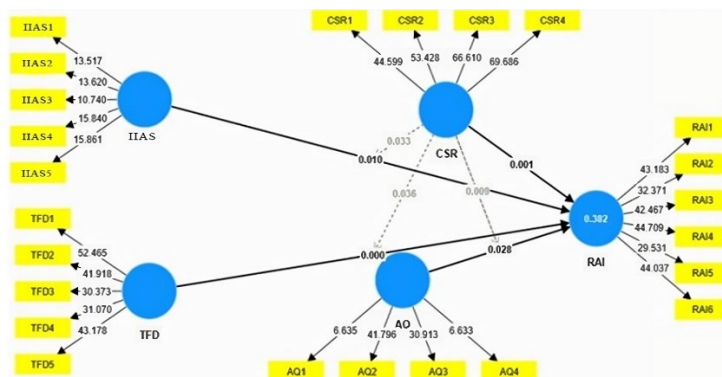 CSR1
CSR2
CSR3
CSR4
44.599
53.428
66.610
69.686
CSR
IIAS1
IIAS2
IIAS3
IIAS4
IIAS5
13.517
13.620
10.740
15.840
15.861
IIAS
0.033
0.010
0.001
0.036
0.009
0.000
0.028
TFD1
TFD2
TFD3
TFD4
TFD5
52.465
41.918
30.373
31.070
43.178
TFD
AQ
6.635
41.796
30.913
6.633
AQ1
AQ2
AQ3
AQ4
0.382
RAI
43.183
32.371
42.467
44.709
29.531
44.037
RAI1
RAI2
RAI3
RAI4
RAI5
RAI6